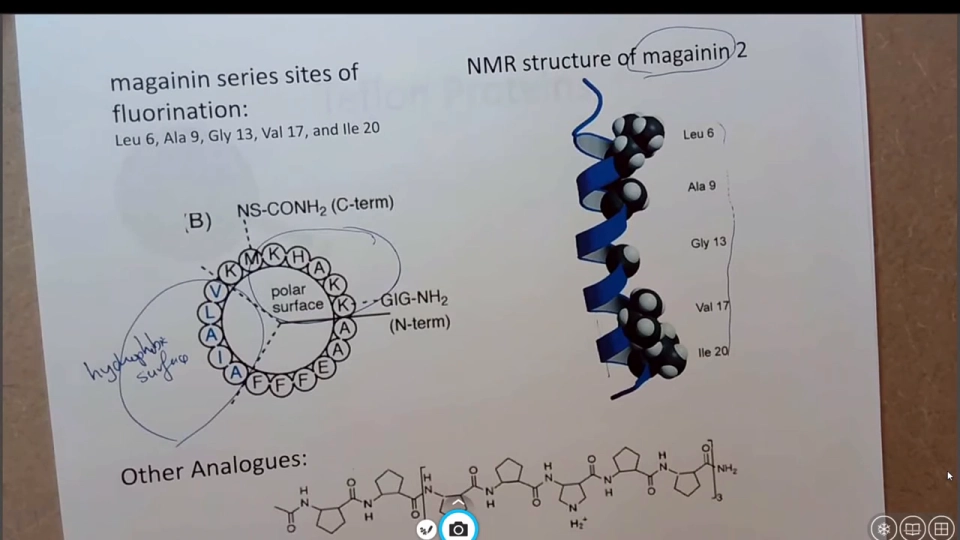 magainin series sites of
fluorination:
Leu 6, Ala 9, Gly 13, Val 17, and Ile 20
NMR structure of magainin 2
Leu 6
Ala 9
Gly 13
Val 17
Ile 20
(B)
NS-CONH₂ (C-term)
K M K H A K K A A E F F F A I A L V
polar
surface
GIG-NH₂
(N-term)
hydrophobic
surface
Other Analogues:
H
N
O
O
N
H
O
H
N
O
N
H
O
H
N
N
H₂⁺
O
N
H
O
H
N
O
NH₂
3